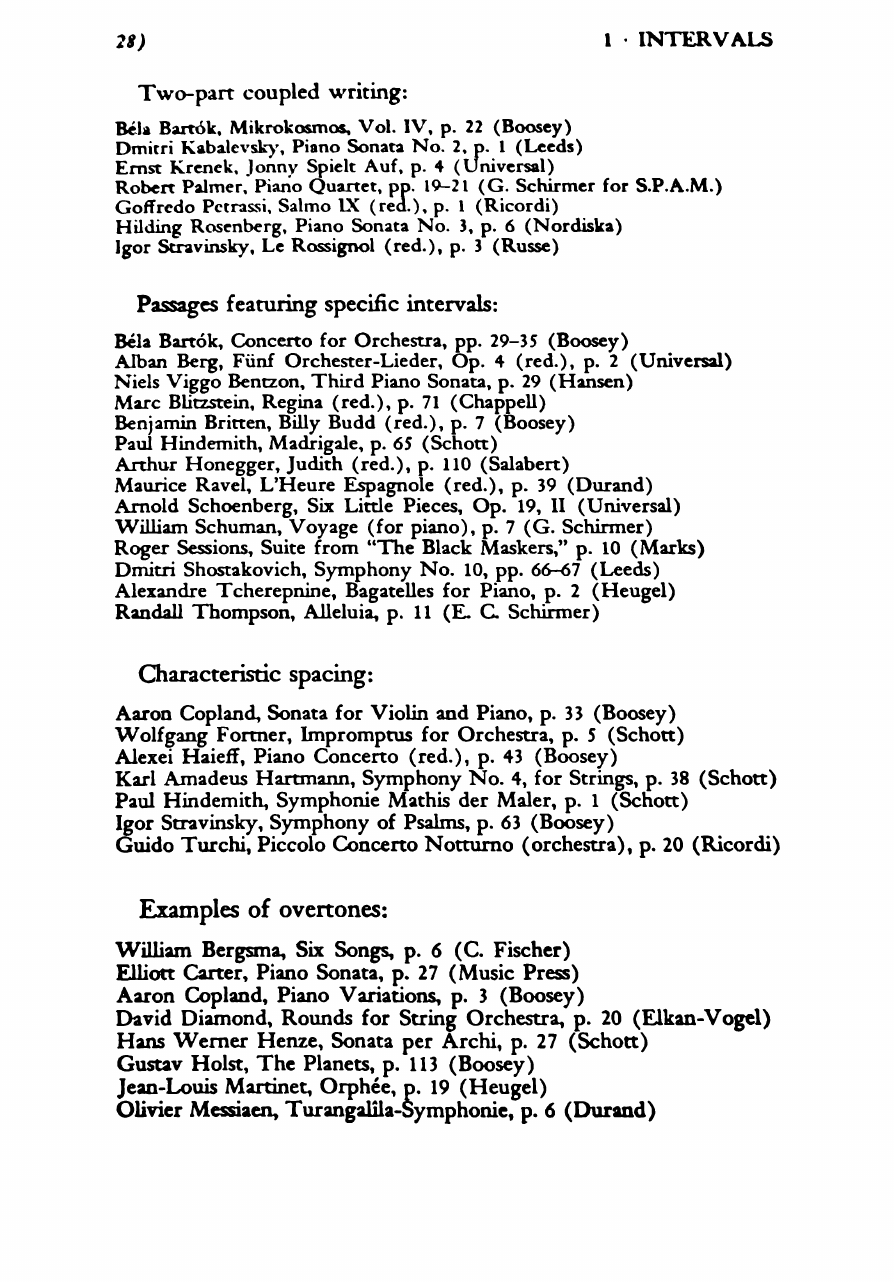 28)
1 · INTERVALS
Two-part coupled writing:
Béla Bartók, Mikrokosmos, Vol. IV, p. 22 (Boosey)
Dmitri Kabalevsky, Piano Sonata No. 2, p. 1 (Leeds)
Ernst Krenek, Jonny Spielt Auf, p. 4 (Universal)
Robert Palmer, Piano Quartet, pp. 19–21 (G. Schirmer for S.P.A.M.)
Goffredo Petrassi, Salmo IX (red.), p. 1 (Ricordi)
Hilding Rosenberg, Piano Sonata No. 3, p. 6 (Nordiska)
Igor Stravinsky, Le Rossignol (red.), p. 3 (Russe)
Passages featuring specific intervals:
Béla Bartók, Concerto for Orchestra, pp. 29–35 (Boosey)
Alban Berg, Fünf Orchester-Lieder, Op. 4 (red.), p. 2 (Universal)
Niels Viggo Bentzon, Third Piano Sonata, p. 29 (Hansen)
Marc Blitzstein, Regina (red.), p. 71 (Chappell)
Benjamin Britten, Billy Budd (red.), p. 7 (Boosey)
Paul Hindemith, Madrigale, p. 65 (Schott)
Arthur Honegger, Judith (red.), p. 110 (Salabert)
Maurice Ravel, L'Heure Espagnole (red.), p. 39 (Durand)
Arnold Schoenberg, Six Little Pieces, Op. 19, II (Universal)
William Schuman, Voyage (for piano), p. 7 (G. Schirmer)
Roger Sessions, Suite from “The Black Maskers,” p. 10 (Marks)
Dmitri Shostakovich, Symphony No. 10, pp. 66–67 (Leeds)
Alexandre Tcherepnine, Bagatelles for Piano, p. 2 (Heugel)
Randall Thompson, Alleluia, p. 11 (E. C. Schirmer)
Characteristic spacing:
Aaron Copland, Sonata for Violin and Piano, p. 33 (Boosey)
Wolfgang Fortner, Impromptus for Orchestra, p. 5 (Schott)
Alexei Haieff, Piano Concerto (red.), p. 43 (Boosey)
Karl Amadeus Hartmann, Symphony No. 4, for Strings, p. 38 (Schott)
Paul Hindemith, Symphonie Mathis der Maler, p. 1 (Schott)
Igor Stravinsky, Symphony of Psalms, p. 63 (Boosey)
Guido Turchi, Piccolo Concerto Notturno (orchestra), p. 20 (Ricordi)
Examples of overtones:
William Bergsma, Six Songs, p. 6 (C. Fischer)
Elliott Carter, Piano Sonata, p. 27 (Music Press)
Aaron Copland, Piano Variations, p. 3 (Boosey)
David Diamond, Rounds for String Orchestra, p. 20 (Elkan-Vogel)
Hans Werner Henze, Sonata per Archi, p. 27 (Schott)
Gustav Holst, The Planets, p. 113 (Boosey)
Jean-Louis Martinet, Orphée, p. 19 (Heugel)
Olivier Messiaen, Turangalîla-Symphonie, p. 6 (Durand)